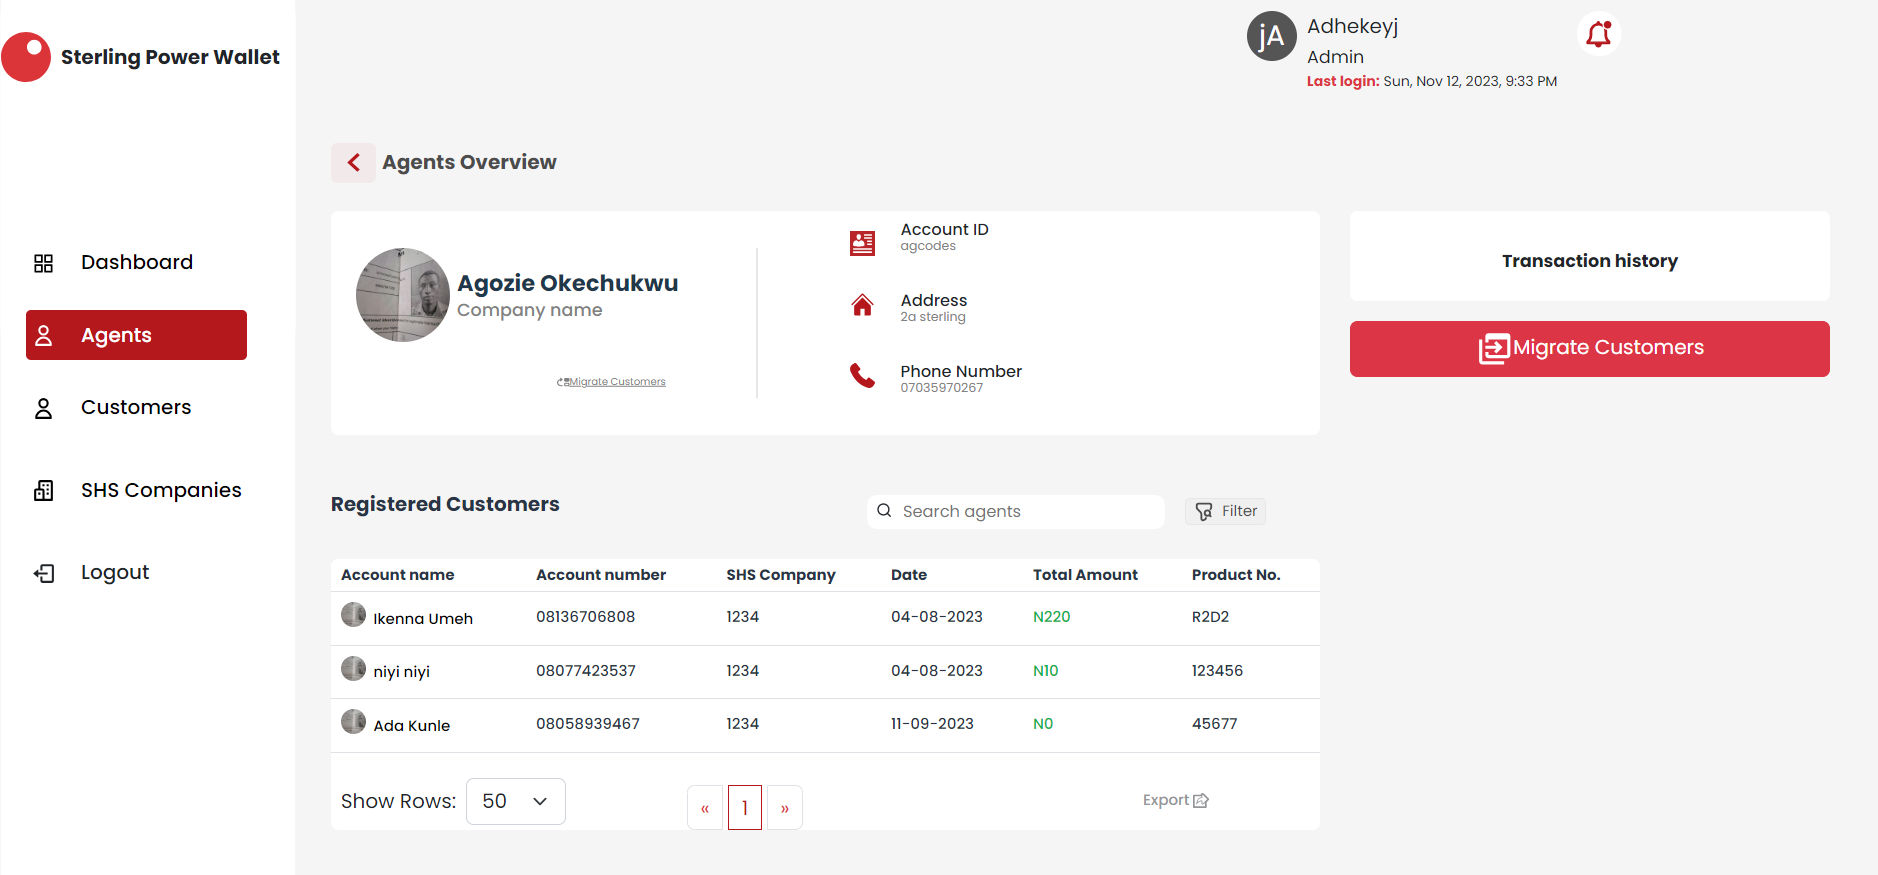 Sterling Power Wallet
jA
Adhekeyj
Admin
Last login: Sun, Nov 12, 2023, 9:33 PM
Dashboard
Agents
Customers
SHS Companies
Logout
Agents Overview
Agozie Okechukwu
Company name
Migrate Customers
Account ID
agcodes
Address
2a sterling
Phone Number
07035970267
Transaction history
Migrate Customers
Registered Customers
Search agents
Filter
Account name Account number SHS Company Date Total Amount Product No.
Ikenna Umeh 08136706808 1234 04-08-2023 N220 R2D2
niyi niyi 08077423537 1234 04-08-2023 N10 123456
Ada Kunle 08058939467 1234 11-09-2023 N0 45677
Show Rows: 50 « 1 » Export